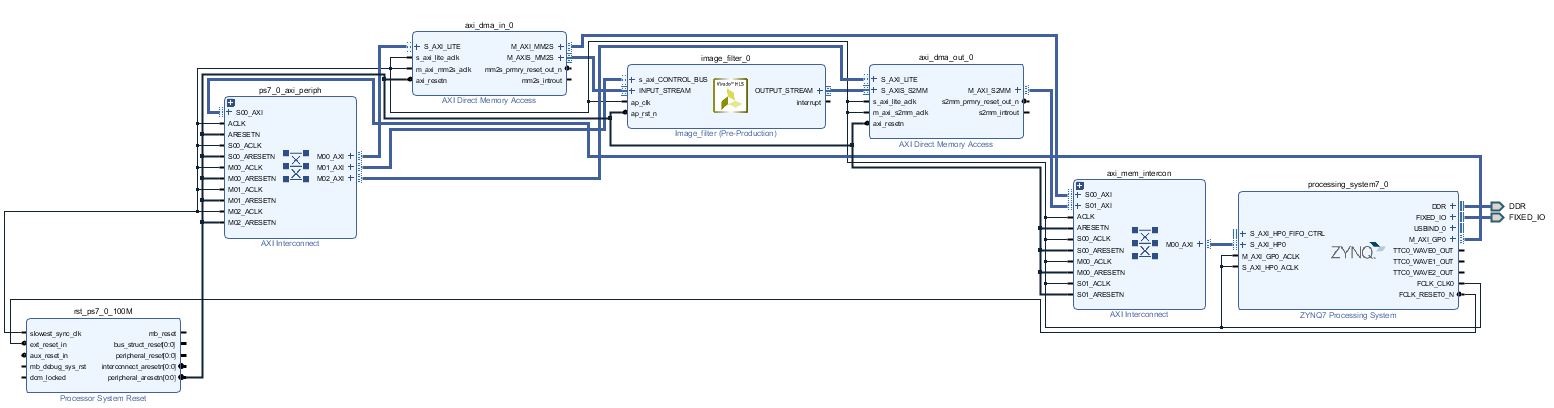 axi_dma_in_0
S_AXI_LITE
s_axi_lite_aclk
m_axi_mm2s_aclk
axi_resetn
M_AXI_MM2S
M_AXIS_MM2S
mm2s_prmry_reset_out_n
mm2s_introut
AXI Direct Memory Access
image_filter_0
s_axi_CONTROL_BUS
INPUT_STREAM
ap_clk
ap_rst_n
Vivado™ HLS
OUTPUT_STREAM
interrupt
Image_filter (Pre-Production)
axi_dma_out_0
S_AXI_LITE
S_AXIS_S2MM
s_axi_lite_aclk
m_axi_s2mm_aclk
axi_resetn
M_AXI_S2MM
s2mm_prmry_reset_out_n
s2mm_introut
AXI Direct Memory Access
ps7_0_axi_periph
S00_AXI
ACLK
ARESETN
S00_ACLK
S00_ARESETN
M00_ACLK
M00_ARESETN
M01_ACLK
M01_ARESETN
M02_ACLK
M02_ARESETN
M00_AXI
M01_AXI
M02_AXI
AXI Interconnect
axi_mem_intercon
S00_AXI
S01_AXI
ACLK
ARESETN
S00_ACLK
S00_ARESETN
M00_ACLK
M00_ARESETN
S01_ACLK
S01_ARESETN
M00_AXI
AXI Interconnect
processing_system7_0
S_AXI_HP0_FIFO_CTRL
S_AXI_HP0
M_AXI_GP0_ACLK
S_AXI_HP0_ACLK
ZYNQ
DDR
FIXED_IO
USBIND_0
M_AXI_GP0
TTC0_WAVE0_OUT
TTC0_WAVE1_OUT
TTC0_WAVE2_OUT
FCLK_CLK0
FCLK_RESET0_N
ZYNQ7 Processing System
DDR
FIXED_IO
rst_ps7_0_100M
slowest_sync_clk
ext_reset_in
aux_reset_in
mb_debug_sys_rst
dcm_locked
mb_reset
bus_struct_reset[0:0]
peripheral_reset[0:0]
interconnect_aresetn[0:0]
peripheral_aresetn[0:0]
Processor System Reset